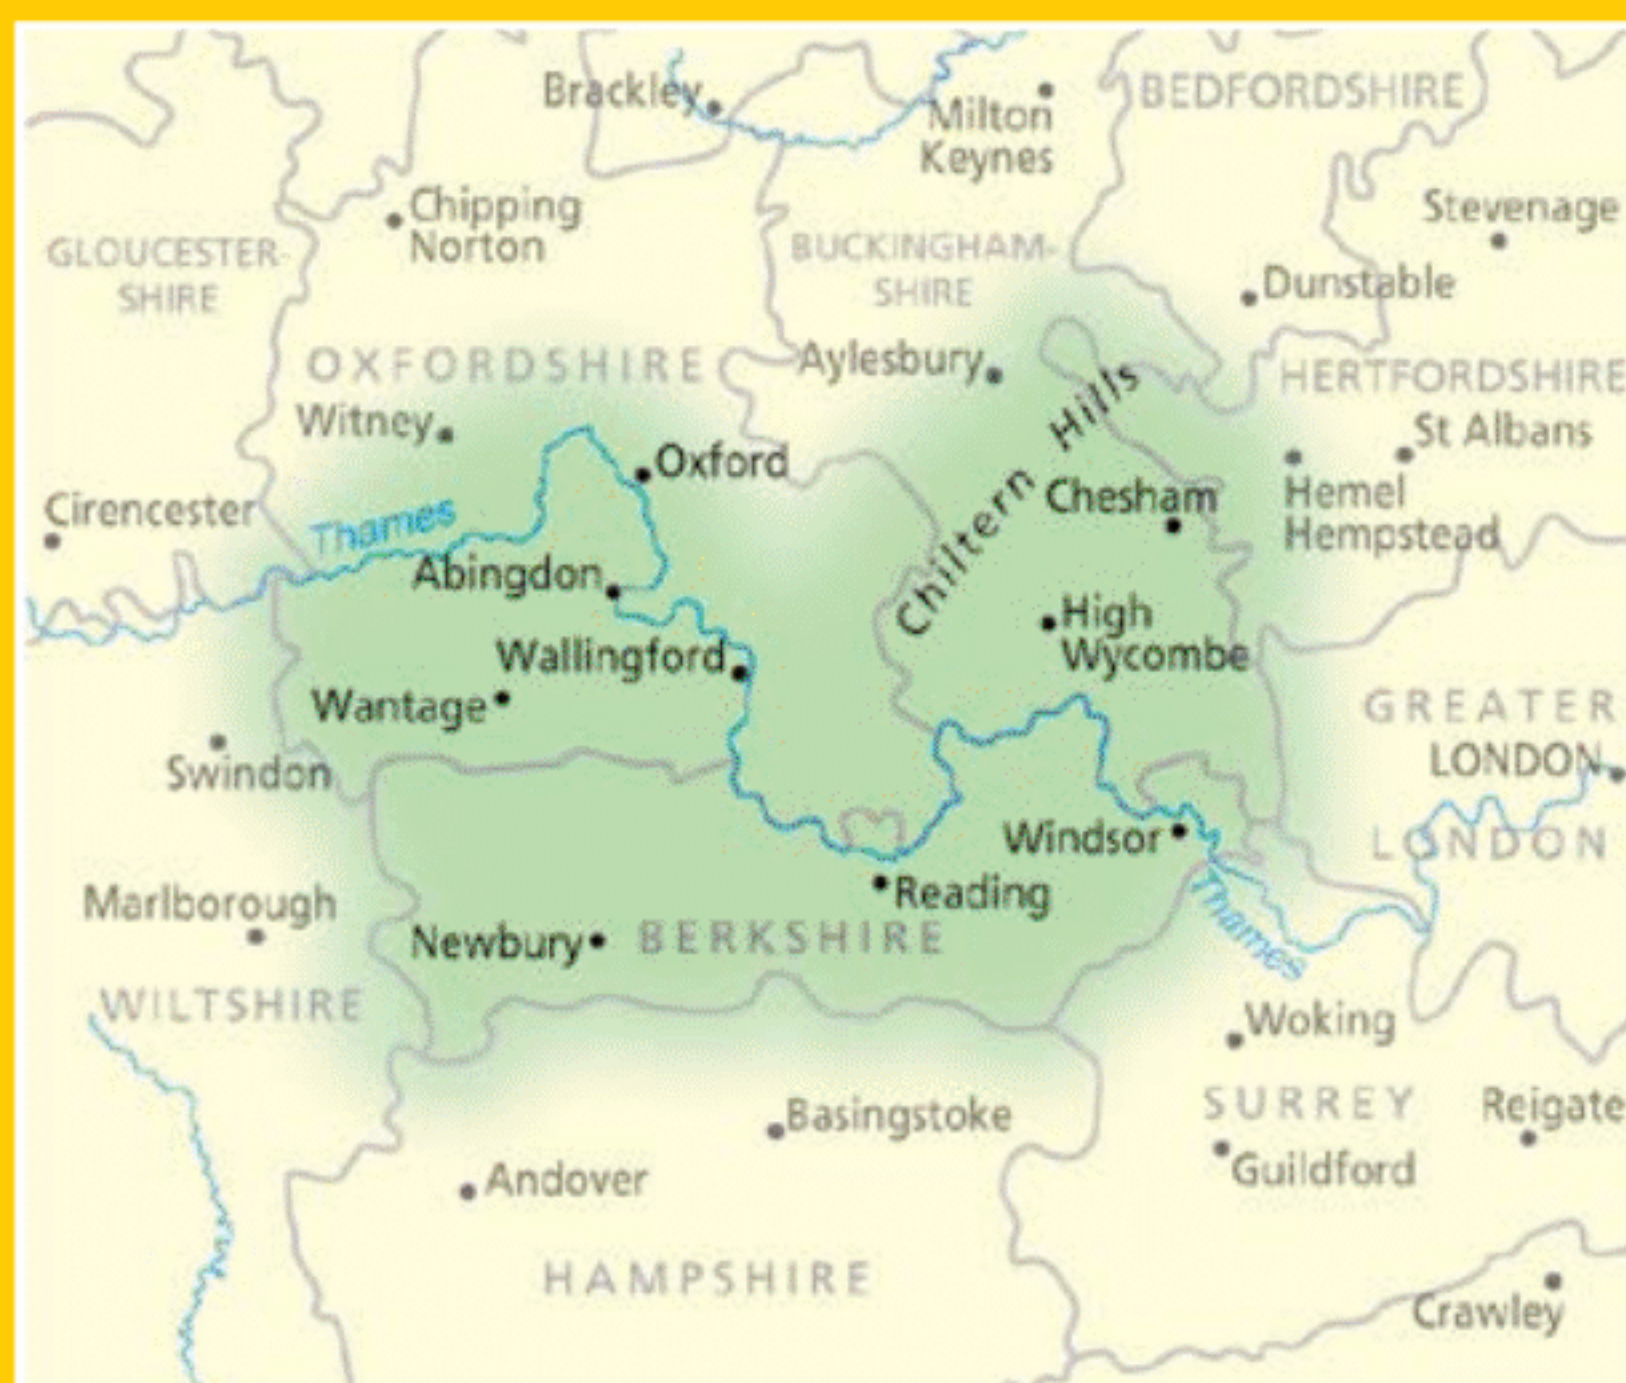 Brackley
Milton
Keynes
BEDFORDSHIRE
Chipping
Norton
Stevenage
GLOUCESTER-
SHIRE
BUCKINGHAM-
SHIRE
Dunstable
OXFORDSHIRE
Aylesbury
Chiltern Hills
HERTFORDSHIRE
Witney
St Albans
Oxford
Cirencester
Thames
Chesham
Hemel
Hempstead
Abingdon
High
Wycombe
Wallingford
Wantage
GREATER
LONDON
Swindon
Windsor
LONDON
Marlborough
Reading
Thames
Newbury
BERKSHIRE
WILTSHIRE
Woking
Basingstoke
SURREY
Reigate
Andover
Guildford
HAMPSHIRE
Crawley